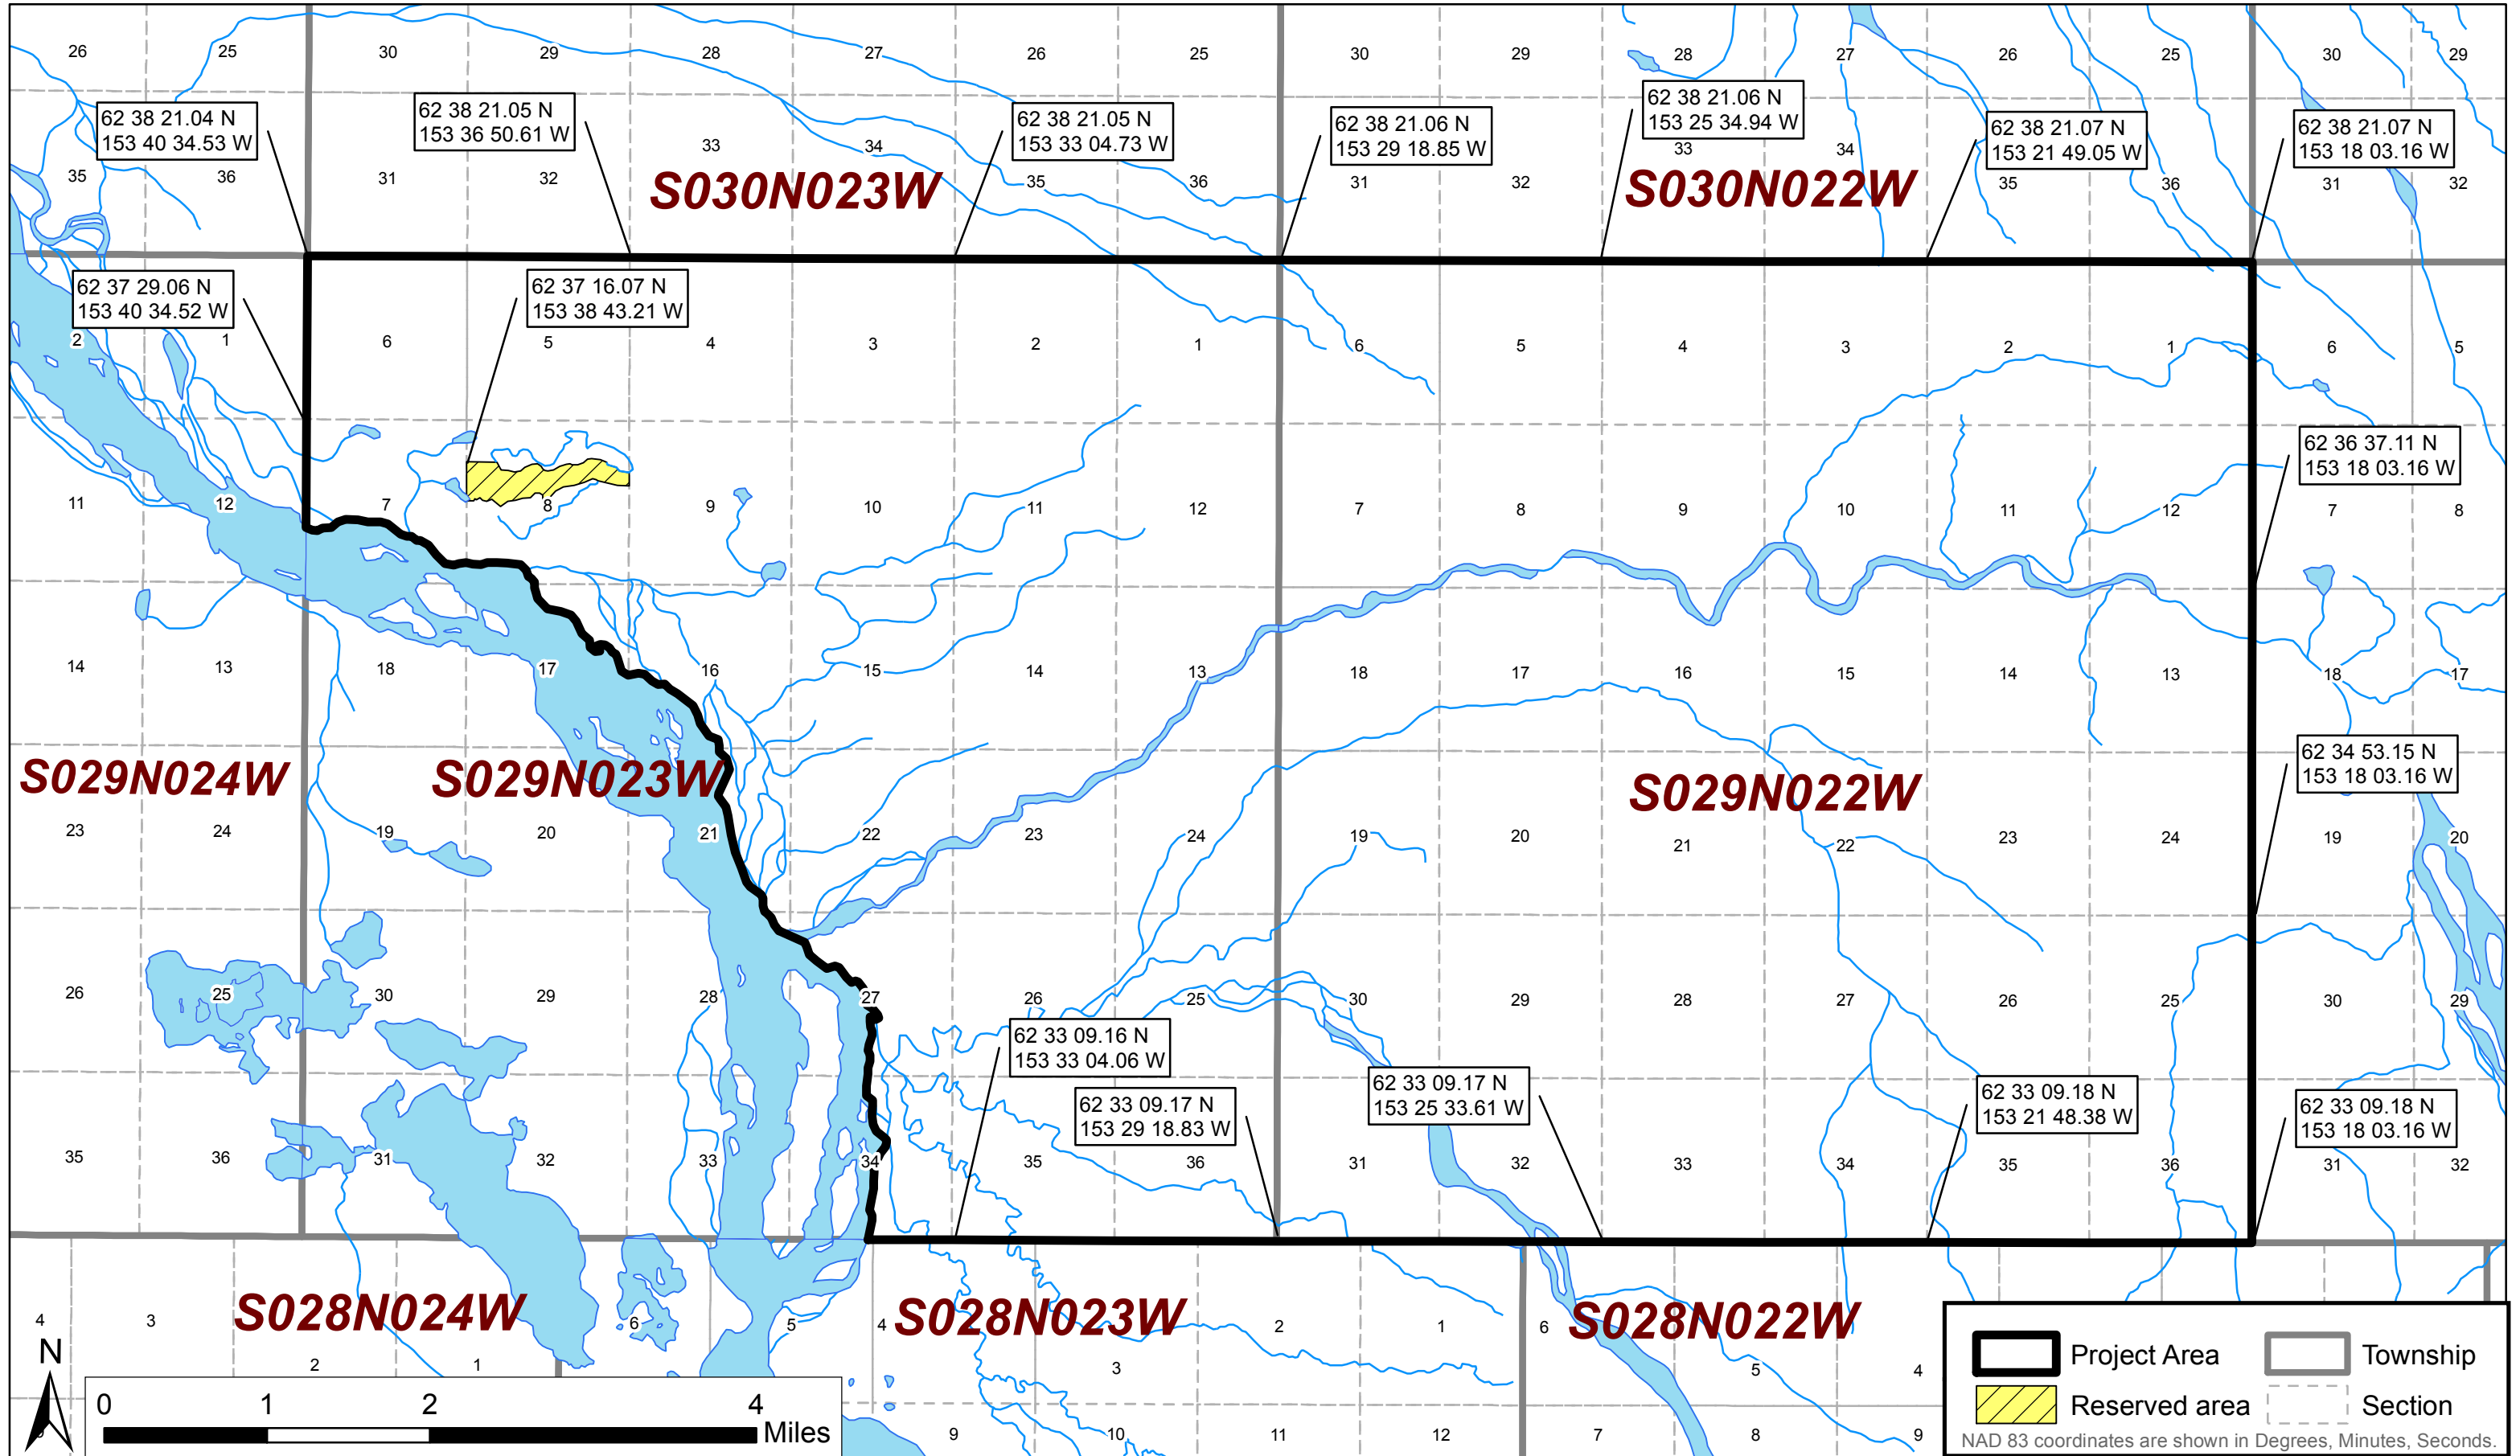 26 25 30 29 28 27 26 25 30 29 28 27 26 25 30 29
62 38 21.04 N
153 40 34.53 W
62 38 21.05 N
153 36 50.61 W
62 38 21.05 N
153 33 04.73 W
62 38 21.06 N
153 29 18.85 W
62 38 21.06 N
153 25 34.94 W
62 38 21.07 N
153 21 49.05 W
62 38 21.07 N
153 18 03.16 W
35 36 31 32 33 34 35 36 31 32 33 34 35 36 31 32
S030N023W
S030N022W
62 37 29.06 N
153 40 34.52 W
62 37 16.07 N
153 38 43.21 W
2 1 6 5 4 3 2 1 6 5 4 3 2 1 6 5
62 36 37.11 N
153 18 03.16 W
11 12 7 8 9 10 11 12 7 8 9 10 11 12 7 8
14 13 18 17 16 15 14 13 18 17 16 15 14 13 18 17
S029N024W
S029N023W
S029N022W
62 34 53.15 N
153 18 03.16 W
23 24 19 20 21 22 23 24 19 20 21 22 23 24 19 20
26 25 30 29 28 27 26 25 30 29 28 27 26 25 30 29
62 33 09.16 N
153 33 04.06 W
62 33 09.17 N
153 29 18.83 W
62 33 09.17 N
153 25 33.61 W
62 33 09.18 N
153 21 48.38 W
62 33 09.18 N
153 18 03.16 W
35 36 31 32 33 34 35 36 31 32 33 34 35 36 31 32
S028N024W
S028N023W
S028N022W
4 3 2 1 6 5 4 3 2 1 6 5 4
9 10 11 12 7 8 9
N
0 1 2 4
Miles
Project Area
Township
Reserved area
Section
NAD 83 coordinates are shown in Degrees, Minutes, Seconds.